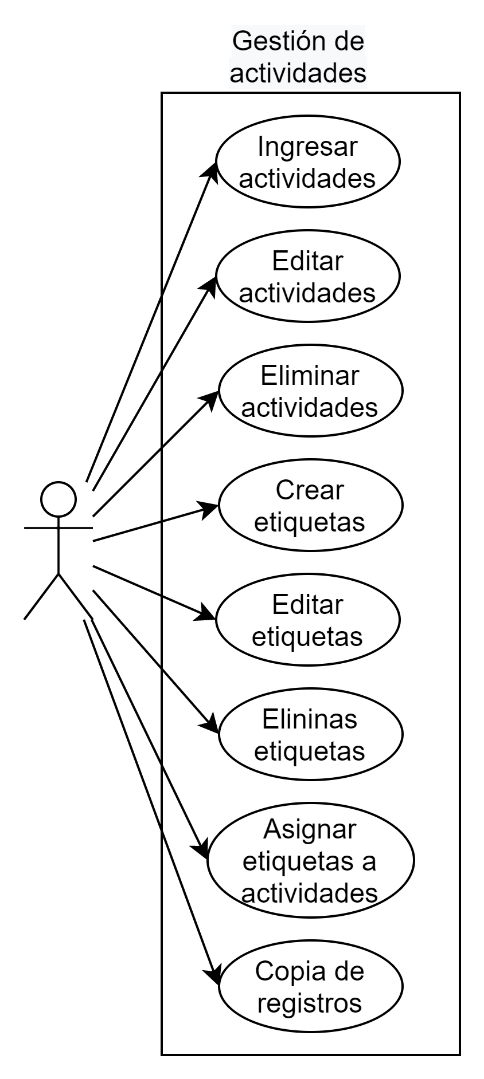 Gestión de
actividades
Ingresar
actividades
Editar
actividades
Eliminar
actividades
Crear
etiquetas
Editar
etiquetas
Elininas
etiquetas
Asignar
etiquetas a
actividades
Copia de
registros